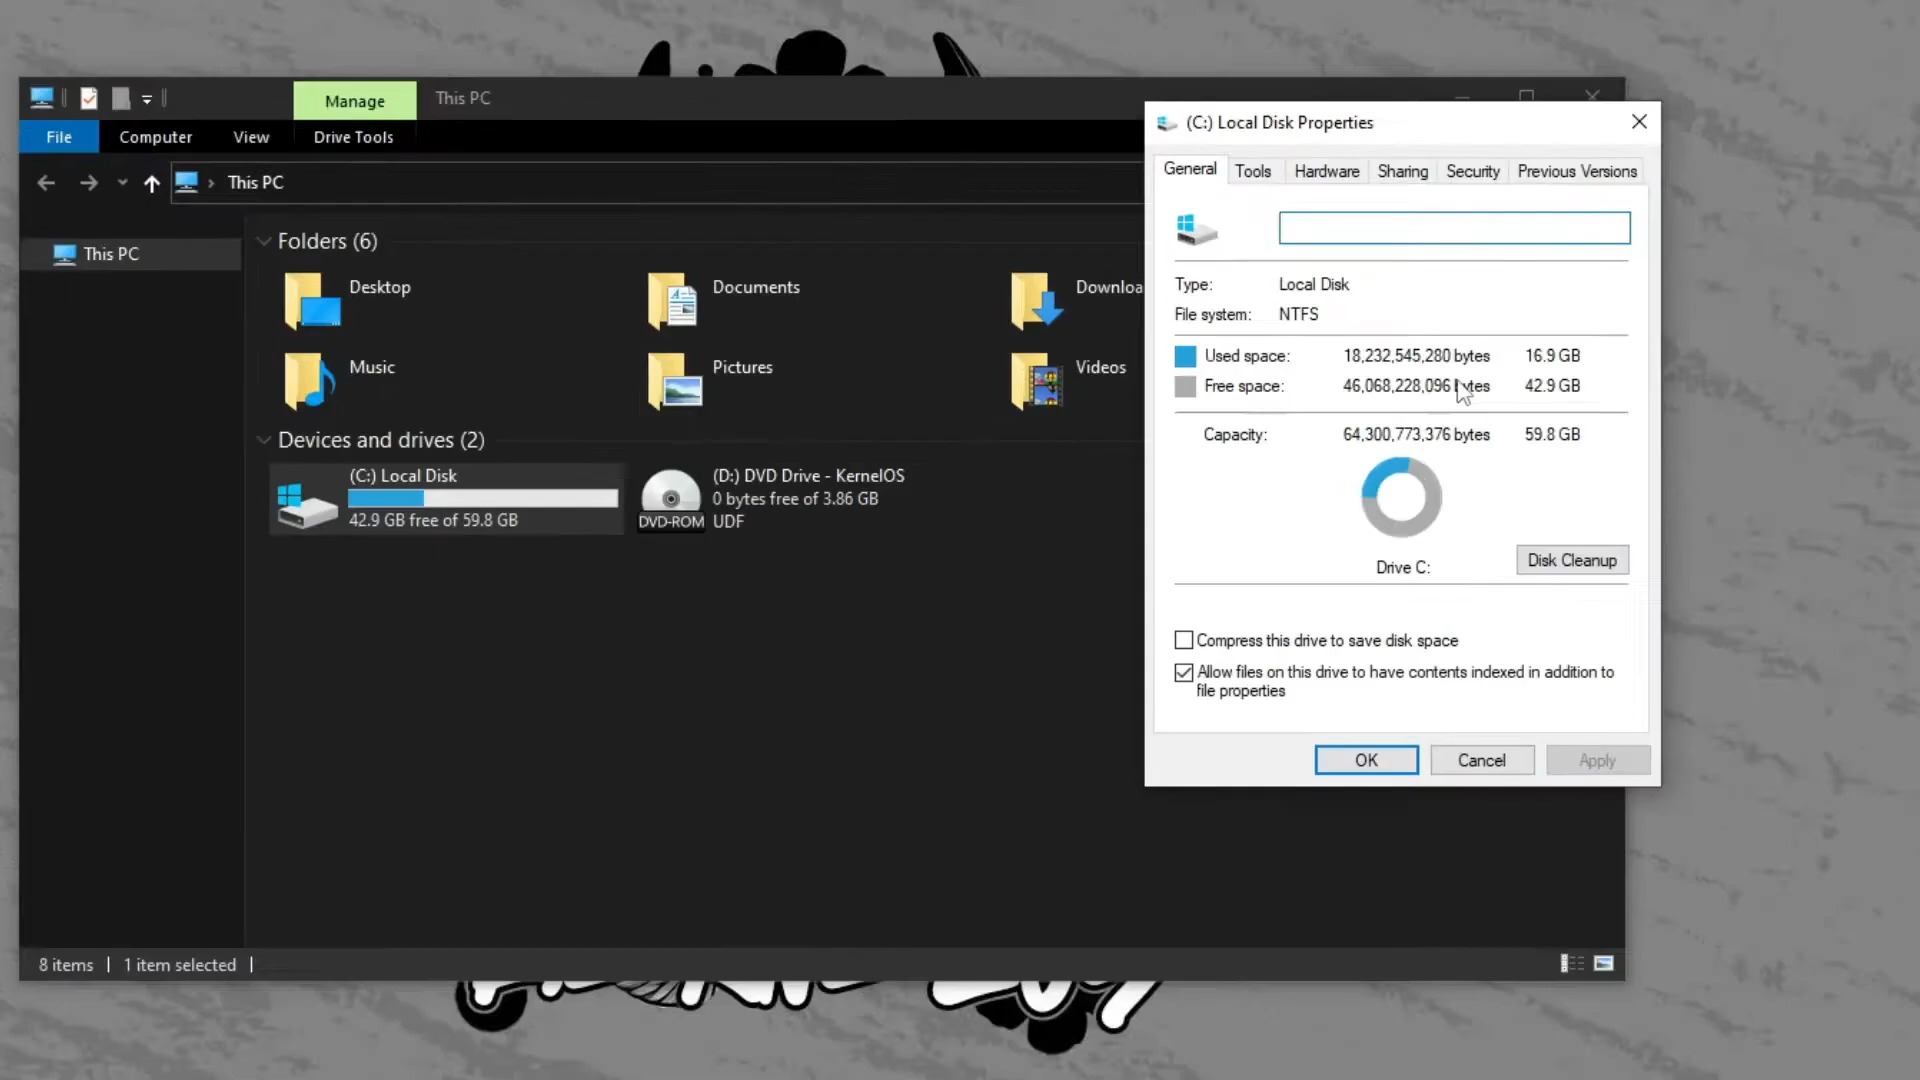 Manage
This PC
File
Computer
View
Drive Tools
This PC
This PC
Folders (6)
Desktop
Documents
Downloa
Music
Pictures
Videos
Devices and drives (2)
(C:) Local Disk
42.9 GB free of 59.8 GB
DVD-ROM
(D:) DVD Drive - KernelOS
0 bytes free of 3.86 GB
UDF
8 items
1 item selected
(C:) Local Disk Properties
General
Tools
Hardware
Sharing
Security
Previous Versions
Type: Local Disk
File system: NTFS
Used space: 18,232,545,280 bytes 16.9 GB
Free space: 46,068,228,096 bytes 42.9 GB
Capacity: 64,300,773,376 bytes 59.8 GB
Drive C:
Disk Cleanup
Compress this drive to save disk space
Allow files on this drive to have contents indexed in addition to
file properties
OK
Cancel
Apply